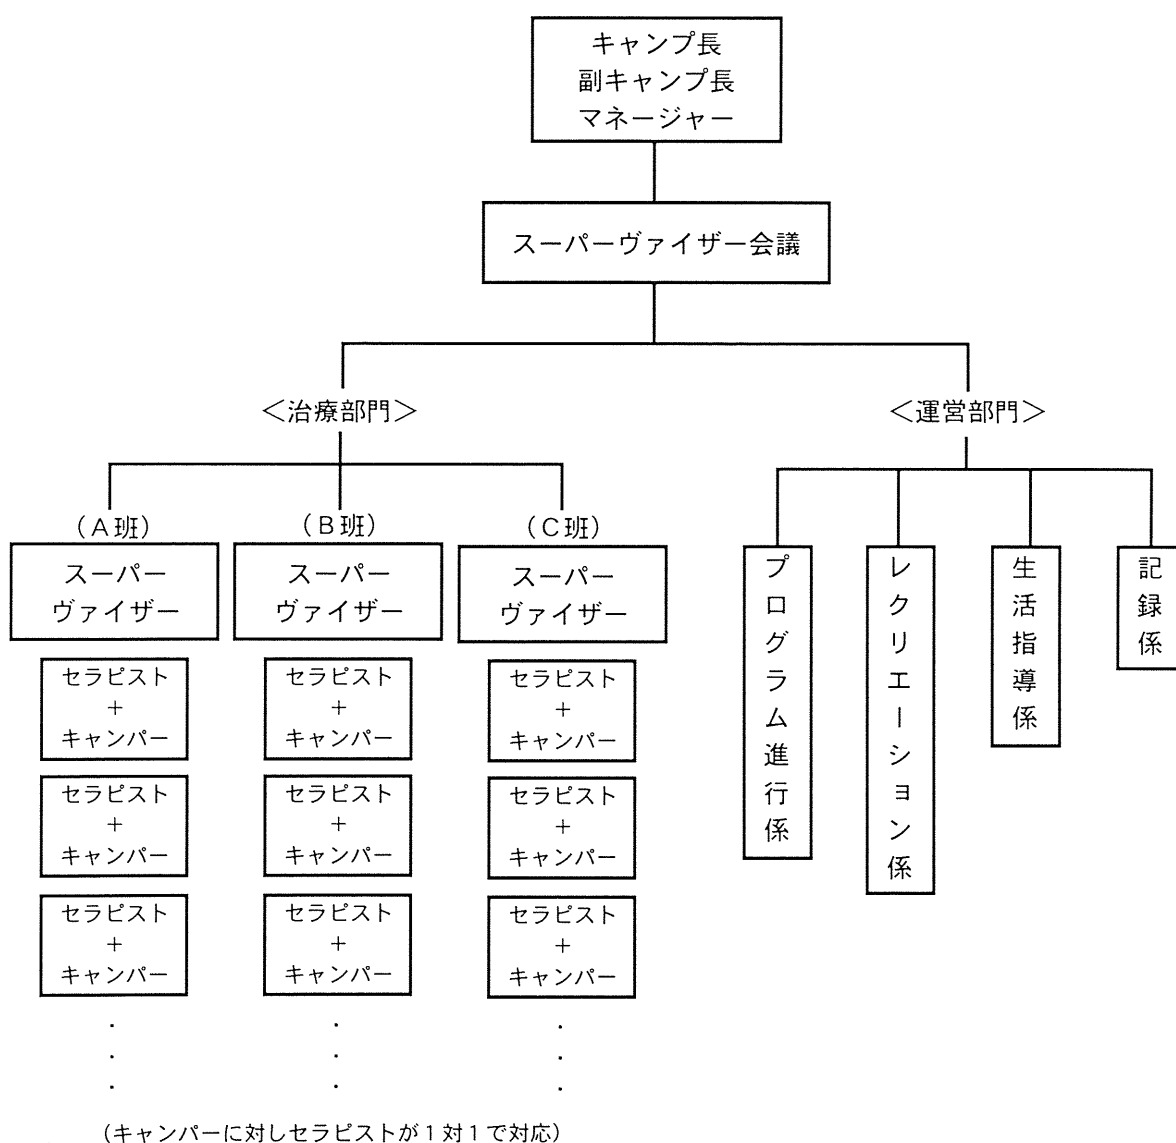 キャンプ長
副キャンプ長
マネージャー
スーパーヴァイザー会議
＜治療部門＞
＜運営部門＞
（Ａ班）
（Ｂ班）
（Ｃ班）
スーパー
ヴァイザー
スーパー
ヴァイザー
スーパー
ヴァイザー
セラピスト
＋
キャンパー
セラピスト
＋
キャンパー
セラピスト
＋
キャンパー
セラピスト
＋
キャンパー
セラピスト
＋
キャンパー
セラピスト
＋
キャンパー
セラピスト
＋
キャンパー
セラピスト
＋
キャンパー
セラピスト
＋
キャンパー
プログラム進行係
レクリエーション係
生活指導係
記録係
（キャンパーに対しセラピストが１対１で対応）